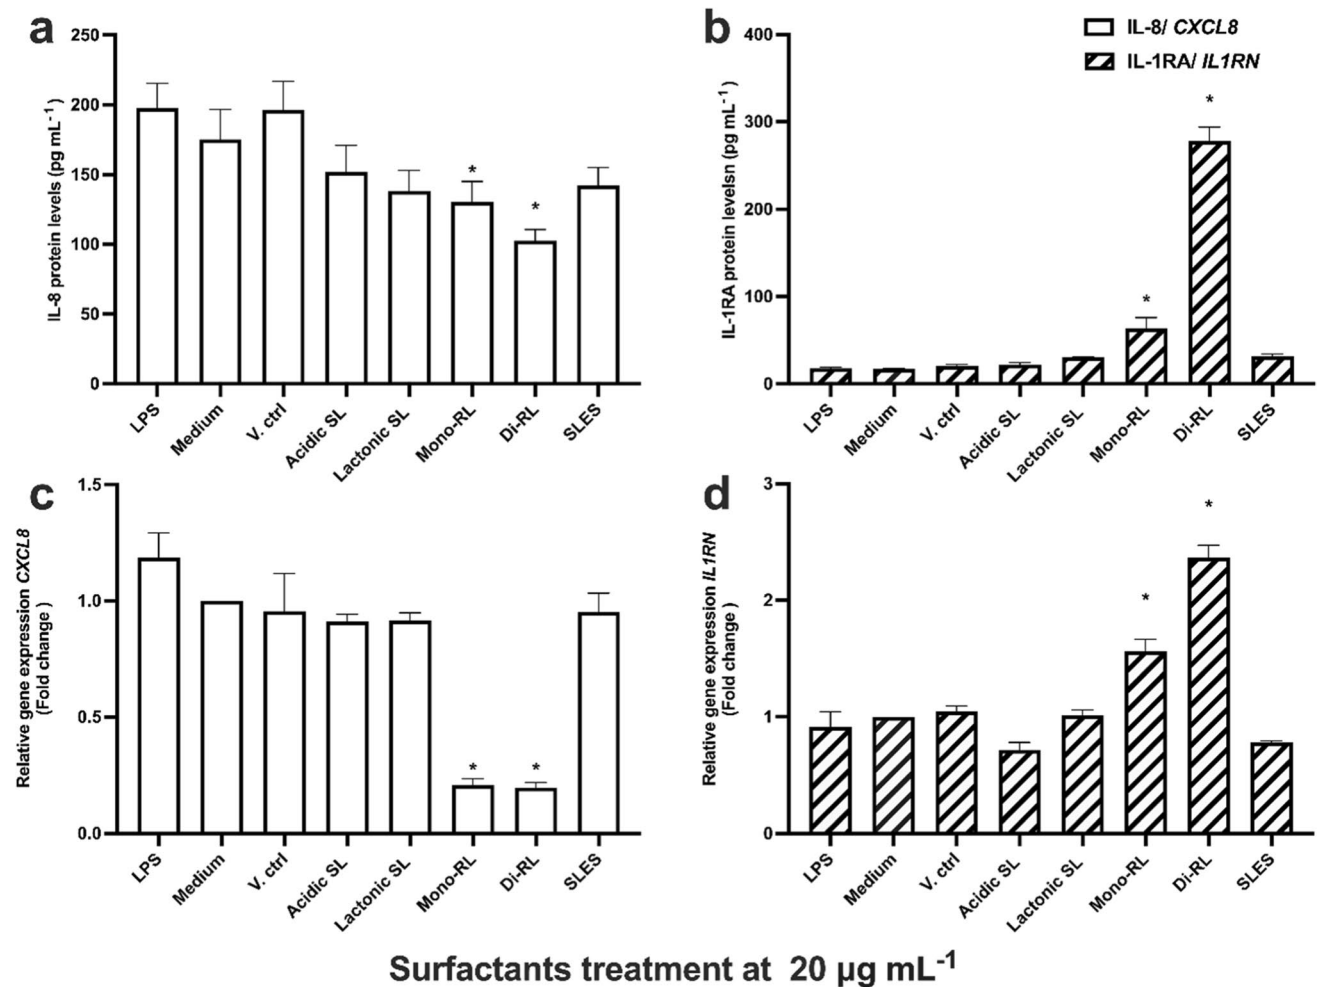 a
IL-8 protein levels (pg mL-1)
250
200
150
100
50
0
*
*
LPS
Medium
V. ctrl
Acidic SL
Lactonic SL
Mono-RL
Di-RL
SLES
b
IL-8/ CXCL8
IL-1RA/ IL1RN
IL-1RA protein levelsn (pg mL-1)
400
300
200
100
0
*
*
LPS
Medium
V. ctrl
Acidic SL
Lactonic SL
Mono-RL
Di-RL
SLES
c
Relative gene expression CXCL8
(Fold change )
1.5
1.0
0.5
0.0
*
*
LPS
Medium
V. ctrl
Acidic SL
Lactonic SL
Mono-RL
Di-RL
SLES
d
Relative gene expression IL1RN
(Fold change )
3
2
1
0
*
*
LPS
Medium
V. ctrl
Acidic SL
Lactonic SL
Mono-RL
Di-RL
SLES
Surfactants treatment at 20 µg mL-1